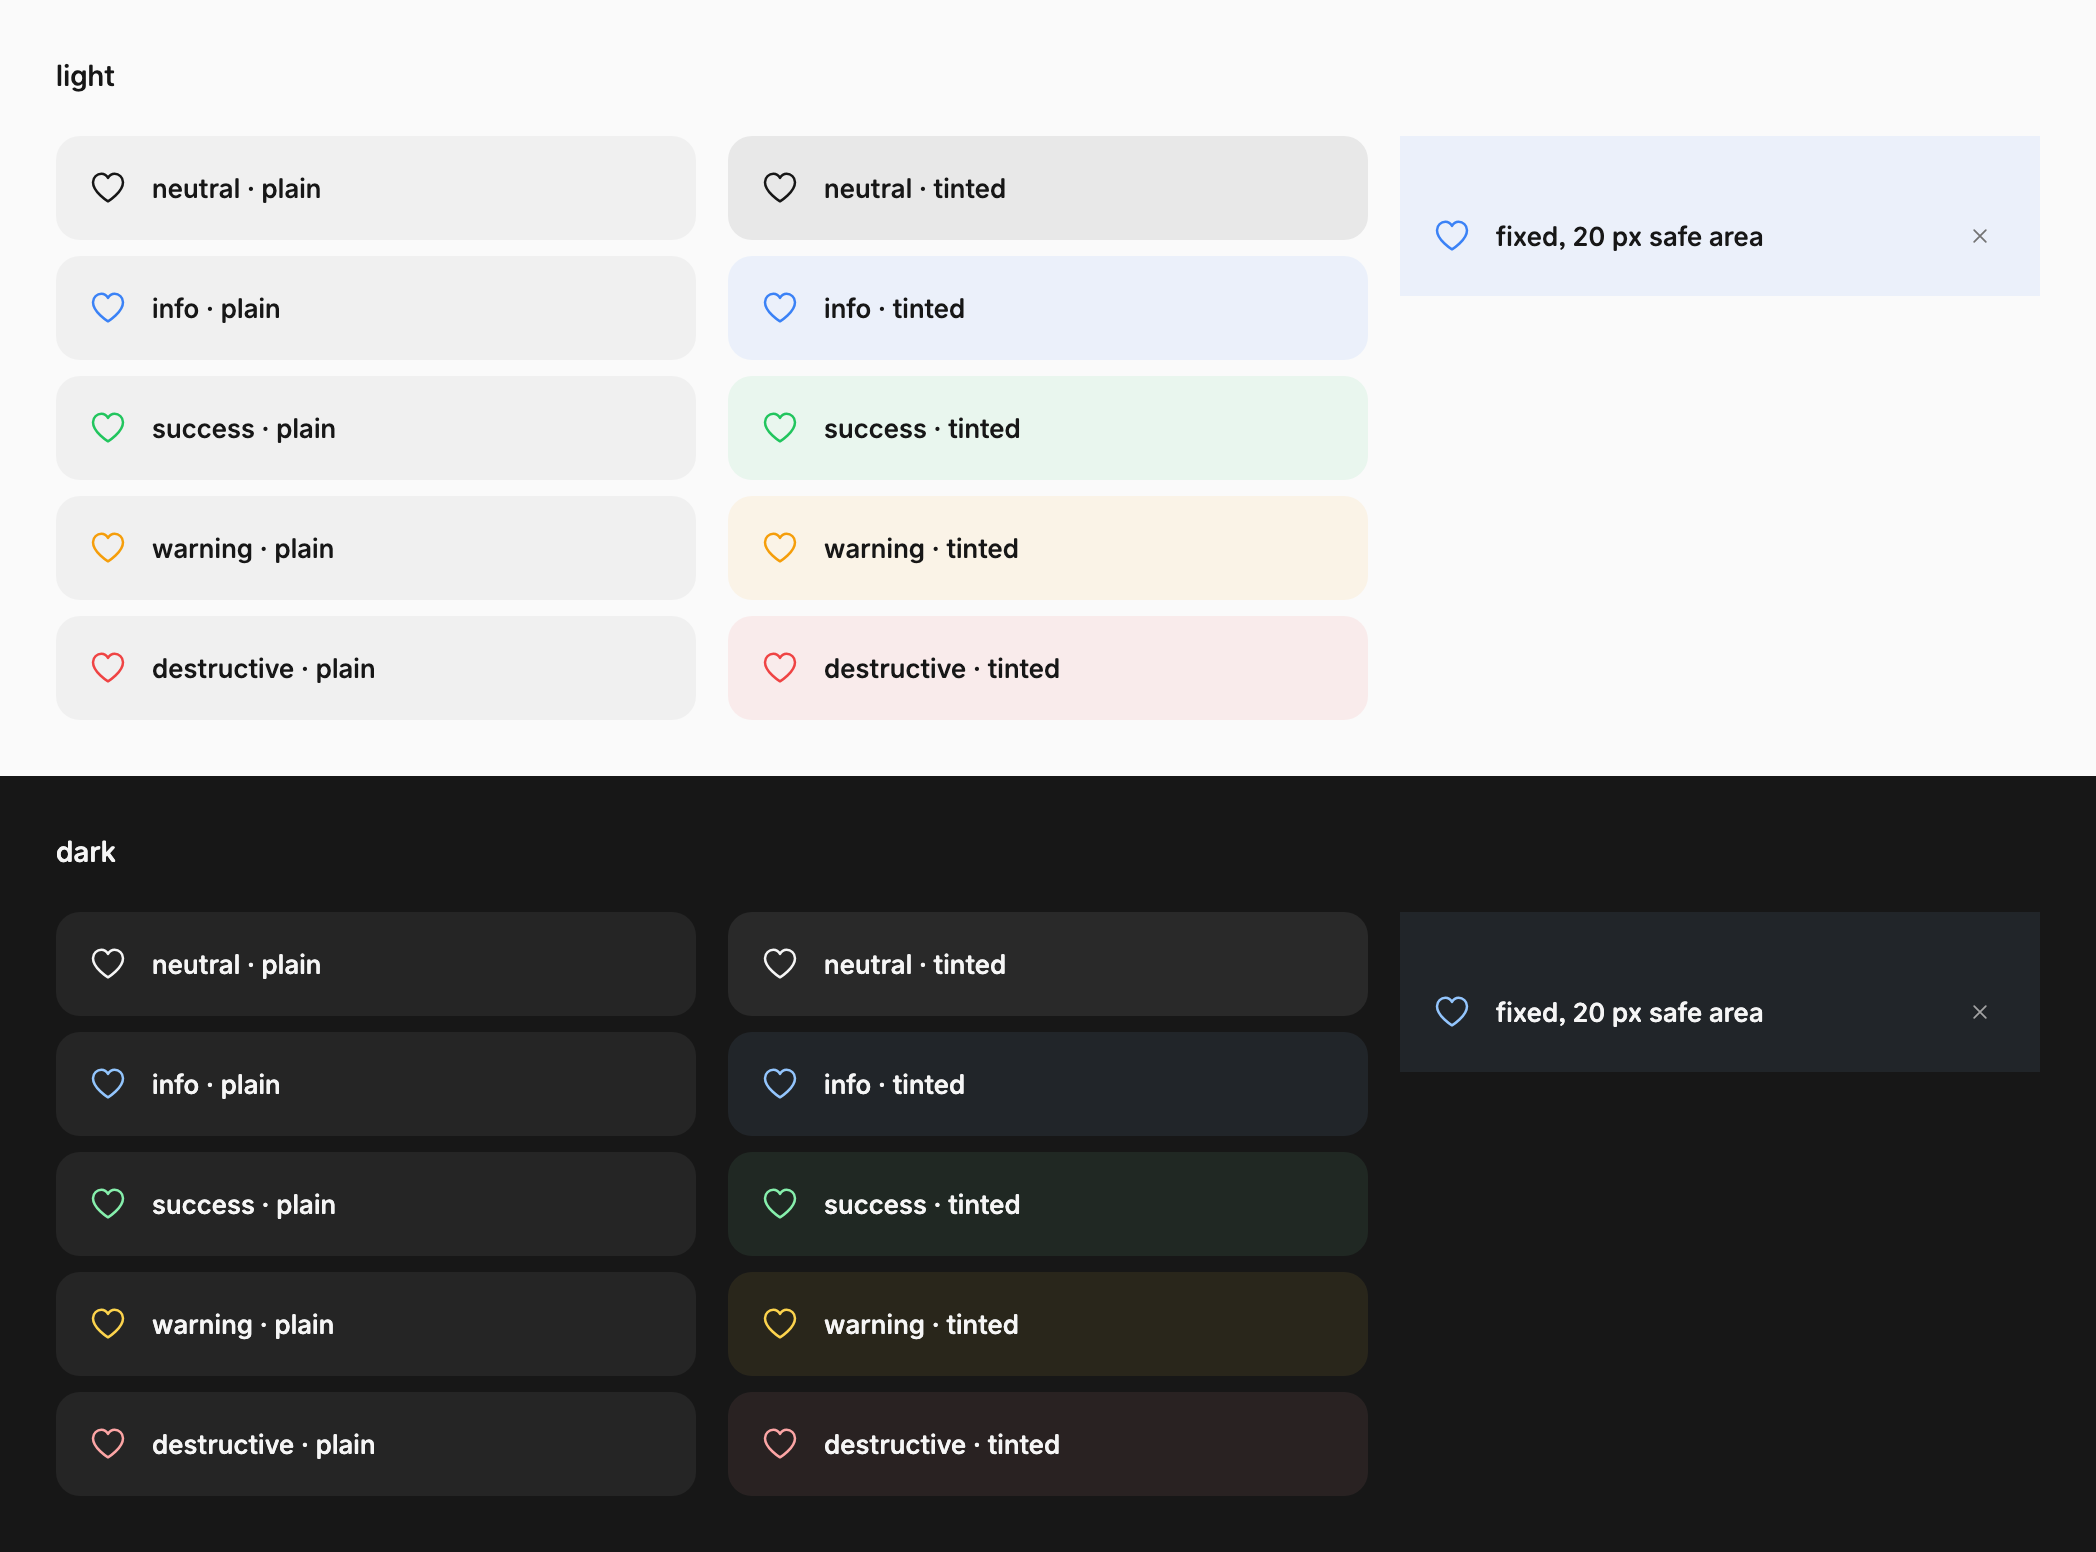 light
neutral · plain
neutral · tinted
fixed, 20 px safe area
info · plain
info · tinted
success · plain
success · tinted
warning · plain
warning · tinted
destructive · plain
destructive · tinted
dark
neutral · plain
neutral · tinted
fixed, 20 px safe area
info · plain
info · tinted
success · plain
success · tinted
warning · plain
warning · tinted
destructive · plain
destructive · tinted